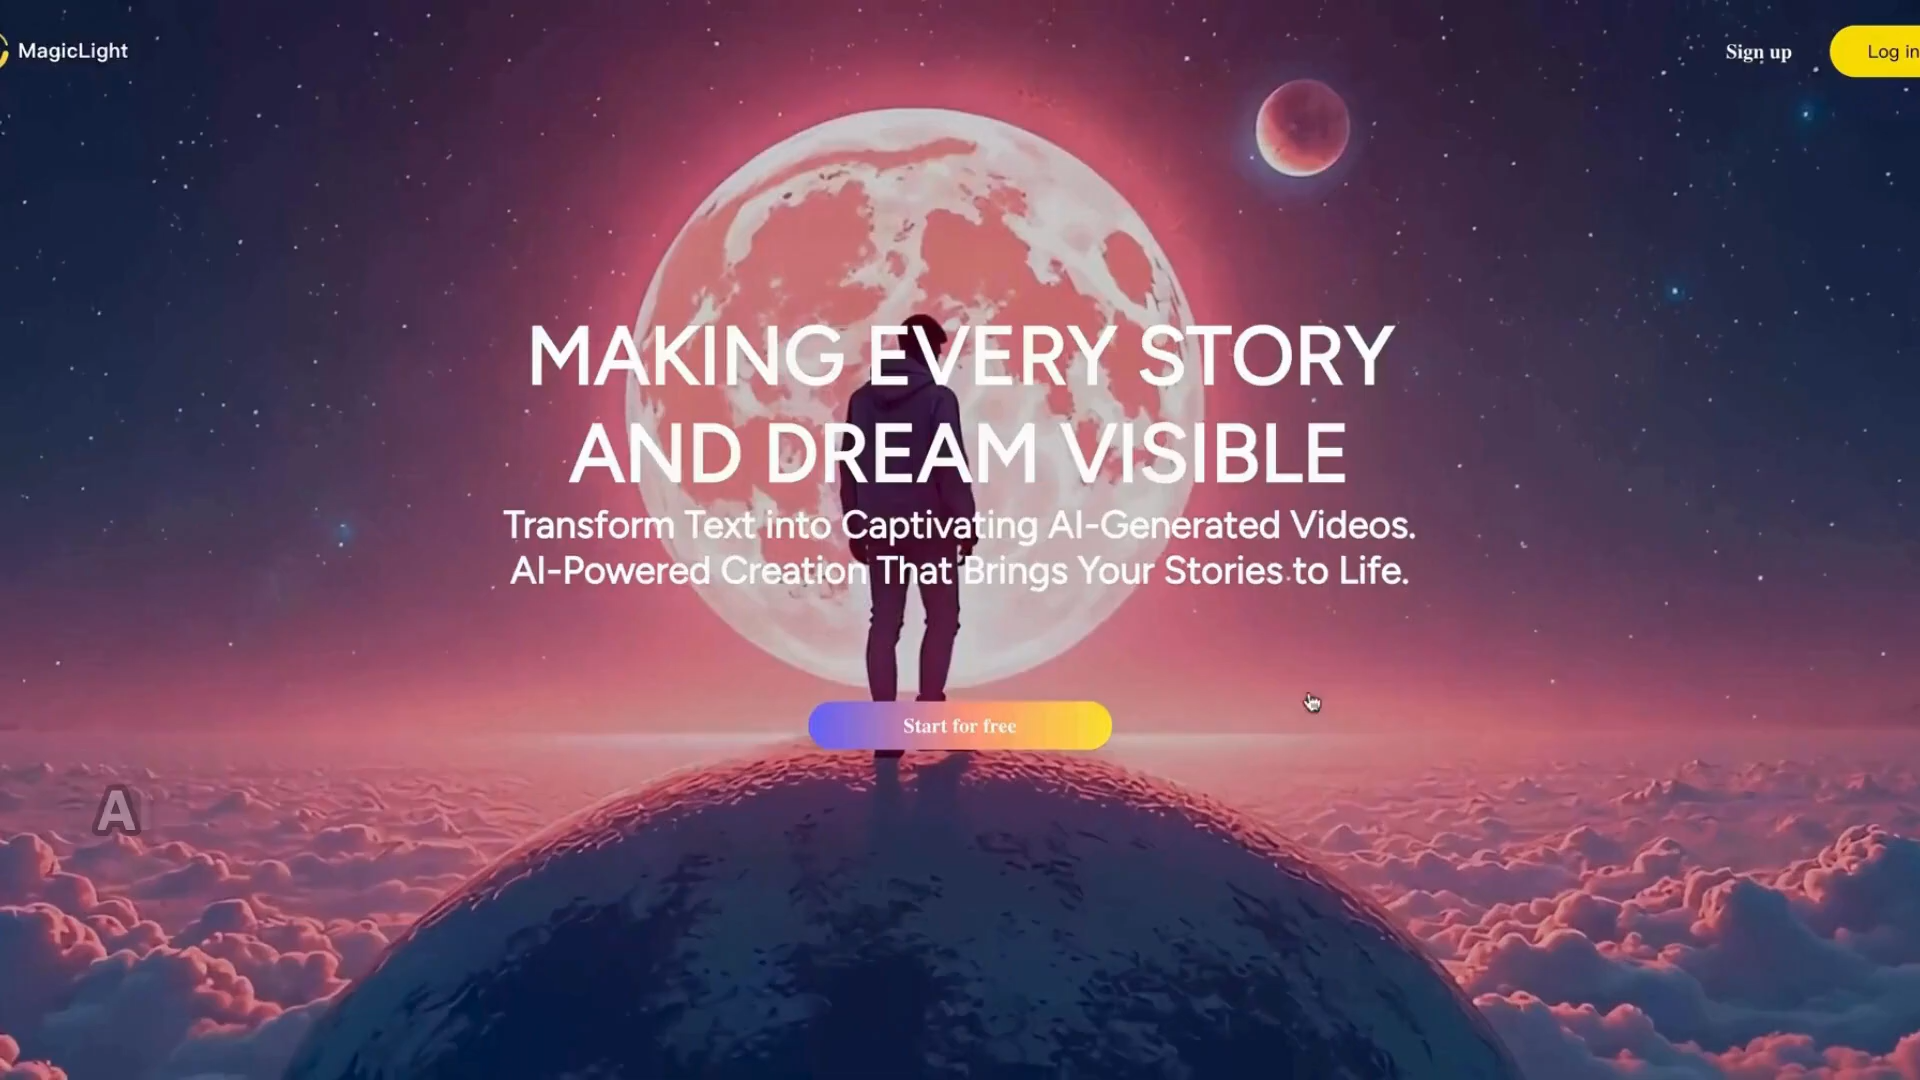 MagicLight
Sign up
Log in
MAKING EVERY STORY
AND DREAM VISIBLE
Transform Text into Captivating AI-Generated Videos.
AI-Powered Creation That Brings Your Stories to Life.
Start for free
A